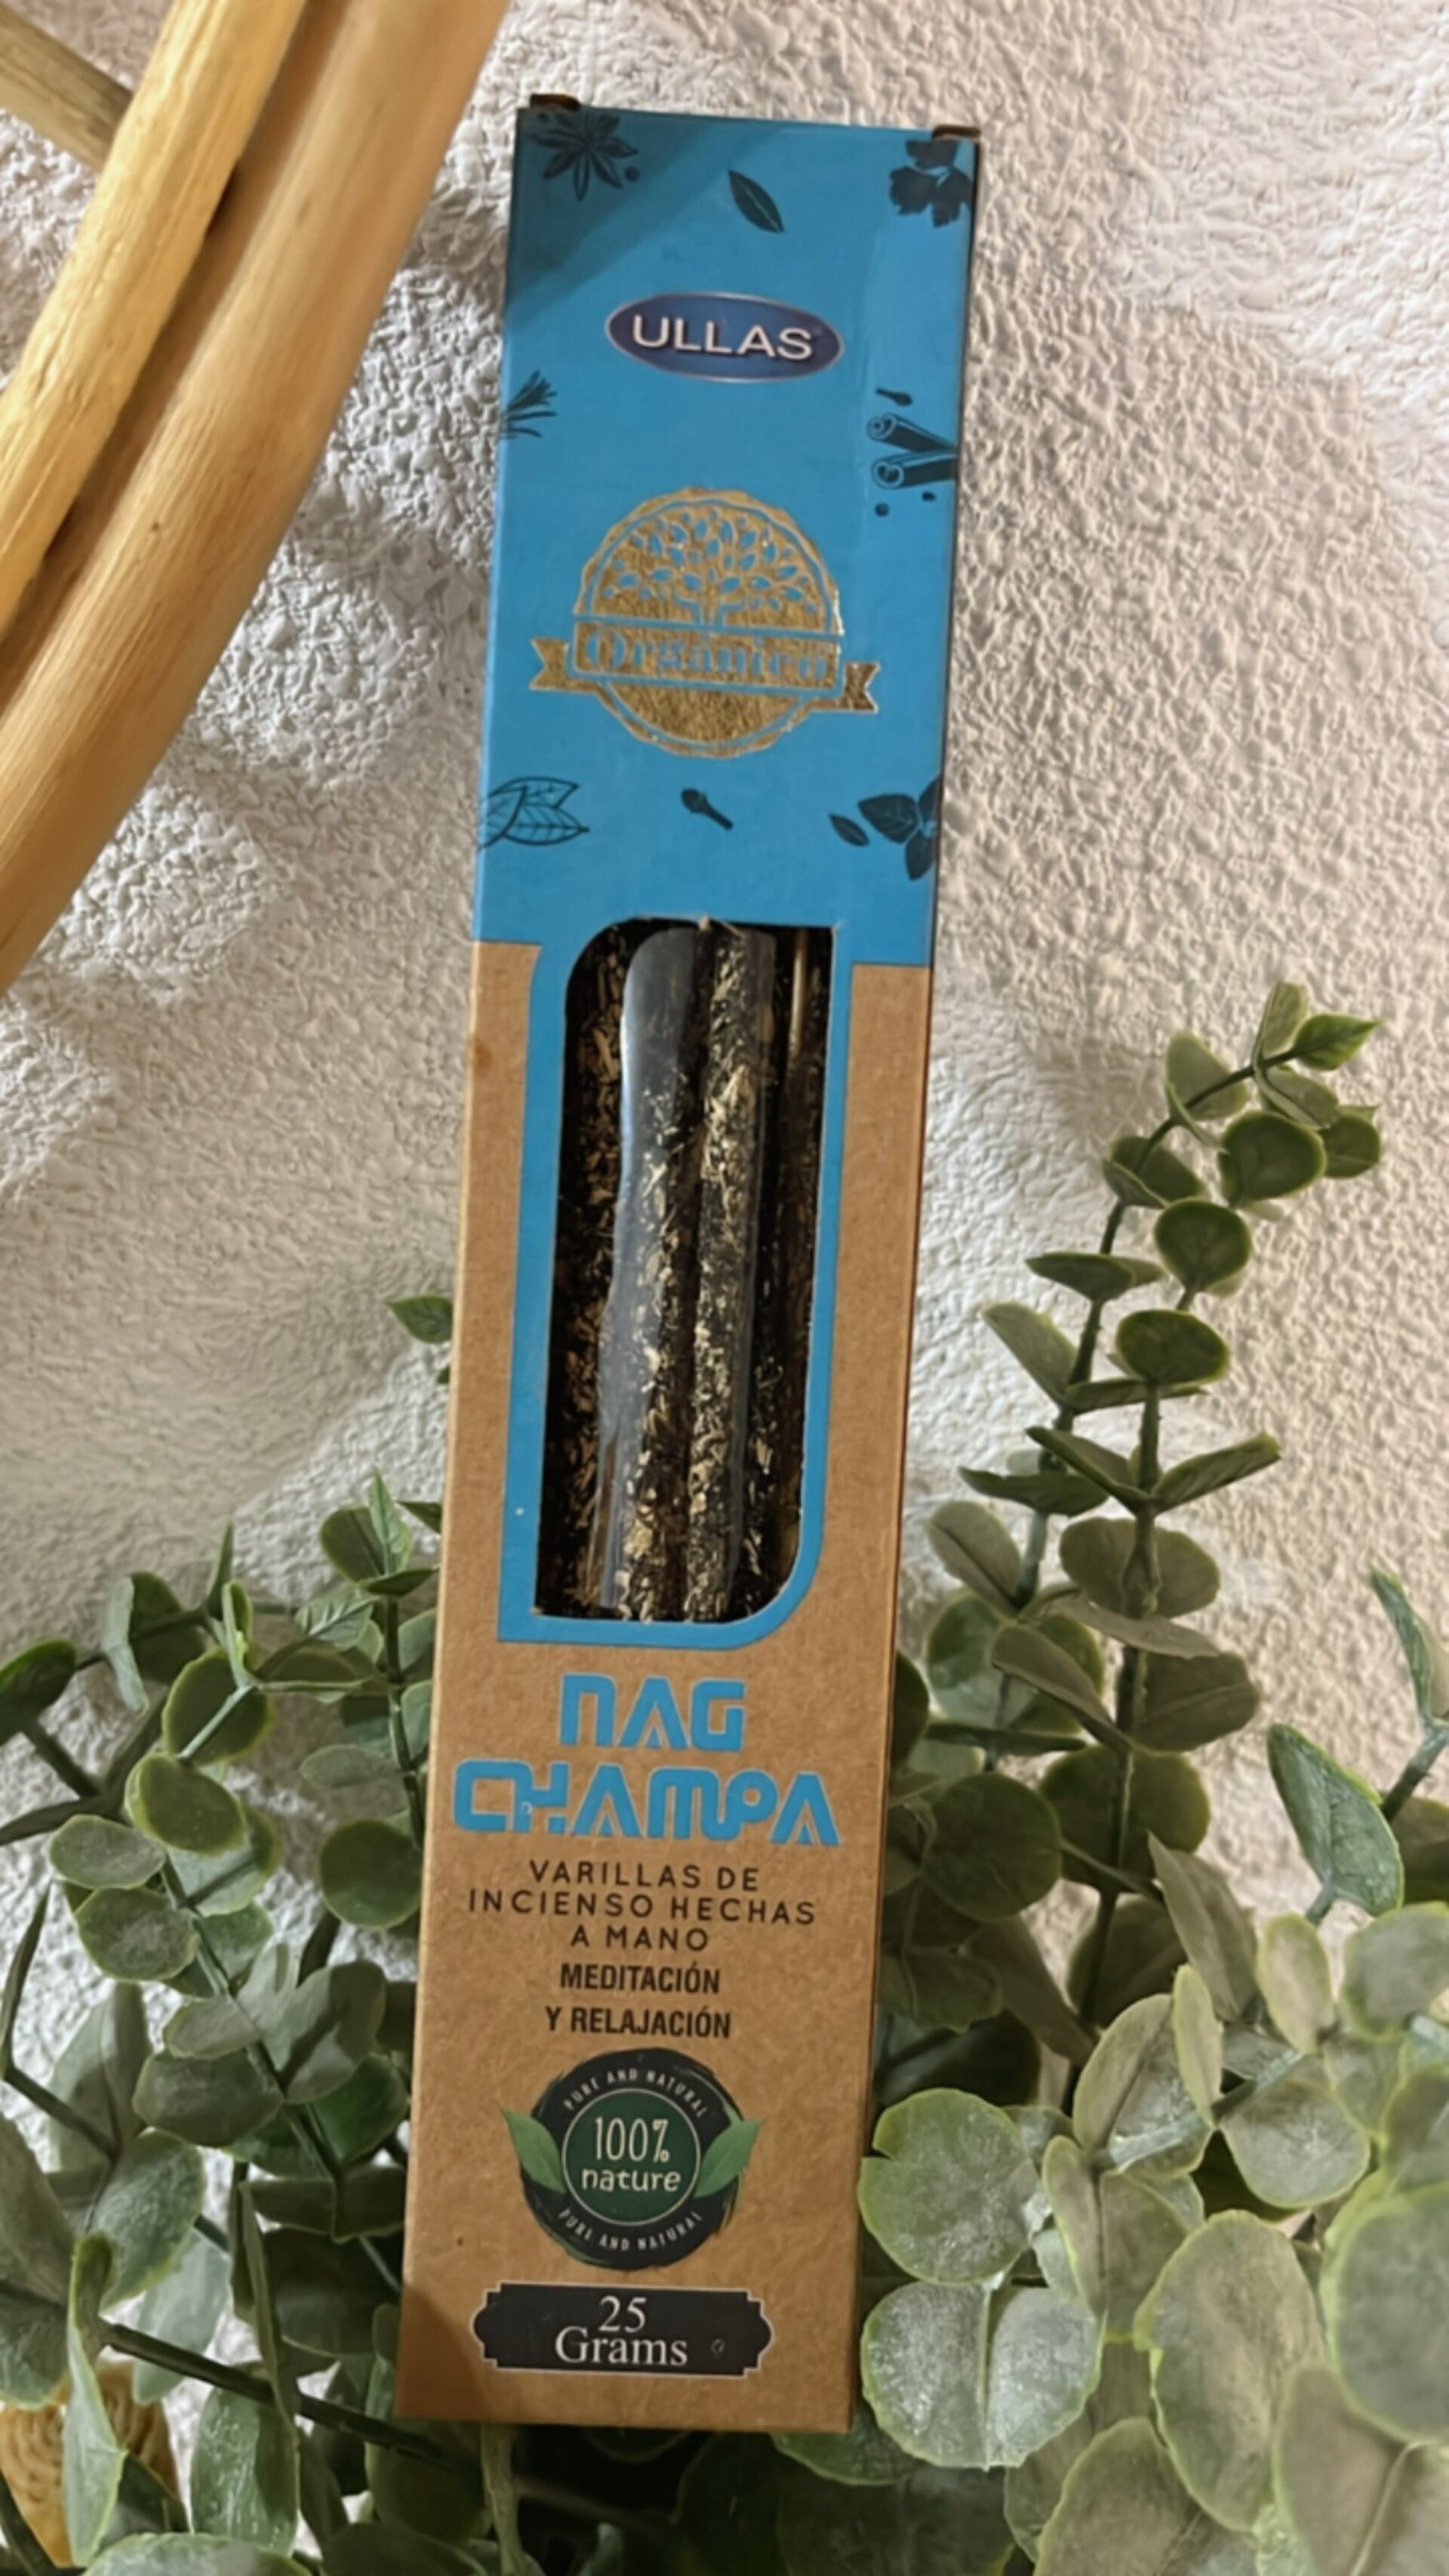 ULLAS
Organica
NAG
CHAMPA
VARILLAS DE
INCIENSO HECHAS
A MANO
MEDITACIÓN
Y RELAJACIÓN
PURE AND NATURAL
100%
nature
PURE AND NATURAL
25
Grams